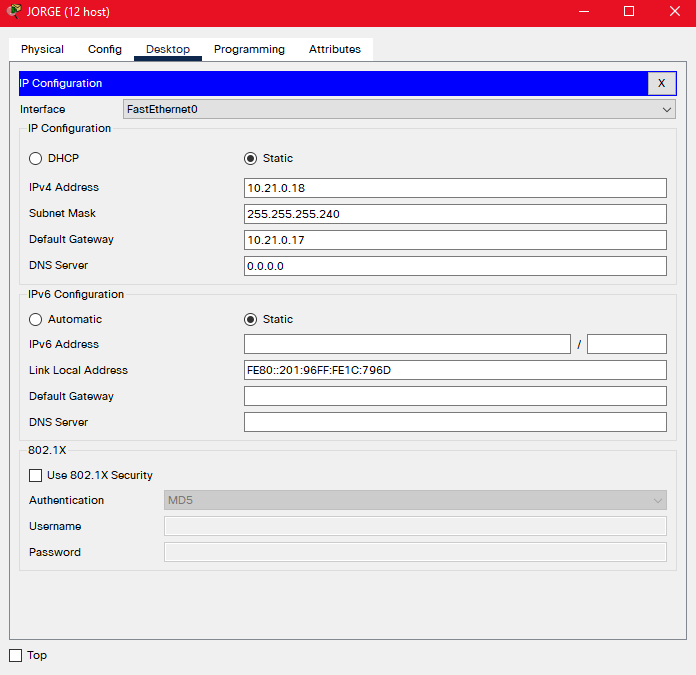 JORGE (12 host)
Physical Config Desktop Programming Attributes
IP Configuration X
Interface FastEthernet0
IP Configuration
DHCP Static
IPv4 Address 10.21.0.18
Subnet Mask 255.255.255.240
Default Gateway 10.21.0.17
DNS Server 0.0.0.0
IPv6 Configuration
Automatic Static
IPv6 Address /
Link Local Address FE80::201:96FF:FE1C:796D
Default Gateway
DNS Server
802.1X
Use 802.1X Security
Authentication MD5
Username
Password
Top